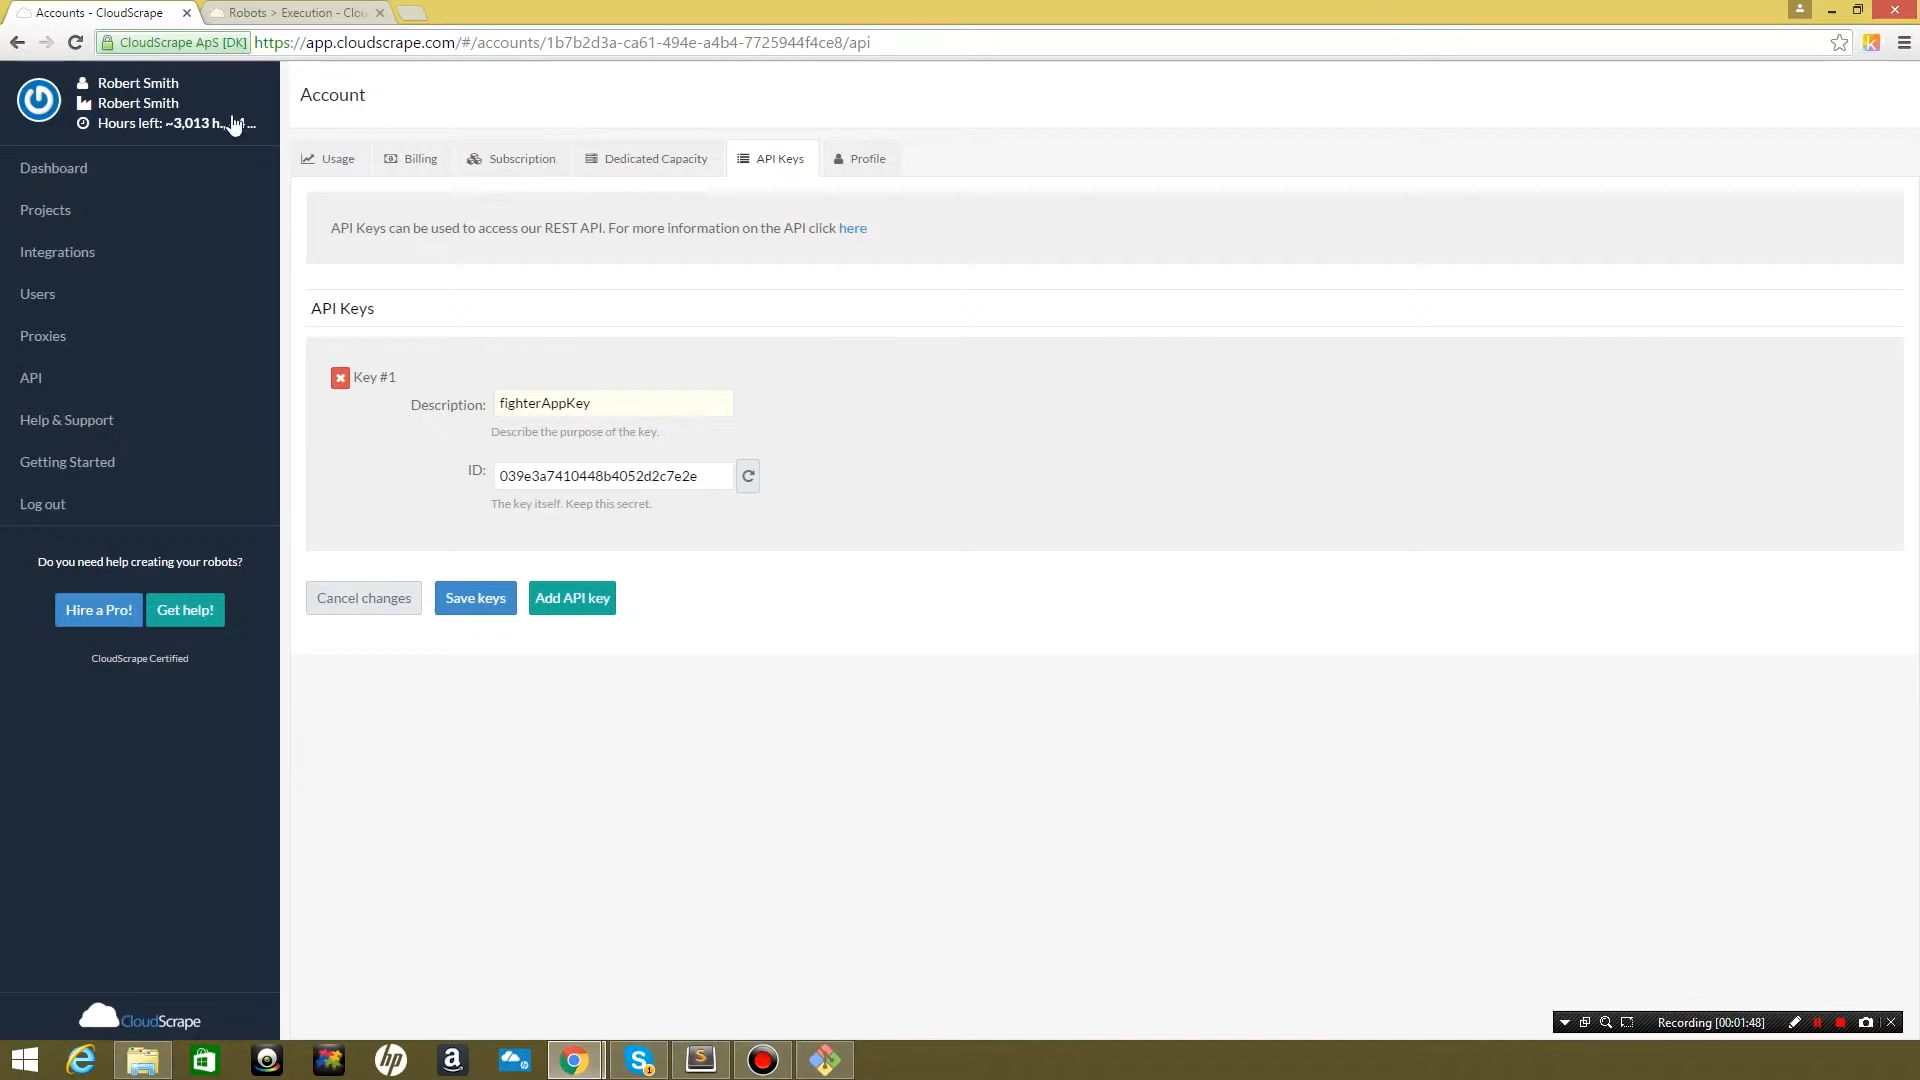 Accounts - CloudScrape
Robots > Execution - Clou
CloudScrape ApS [DK]
https://app.cloudscrape.com/#/accounts/1b7b2d3a-ca61-494e-a4b4-7725944f4ce8/api
Robert Smith
Robert Smith
Hours left: ~3,013 h...
Dashboard
Projects
Integrations
Users
Proxies
API
Help & Support
Getting Started
Log out
Do you need help creating your robots?
Hire a Pro!
Get help!
CloudScrape Certified
CloudScrape
Account
Usage
Billing
Subscription
Dedicated Capacity
API Keys
Profile
API Keys can be used to access our REST API. For more information on the API click here
API Keys
Key #1
Description: fighterAppKey
Describe the purpose of the key.
ID: 039e3a7410448b4052d2c7e2e
The key itself. Keep this secret.
Cancel changes
Save keys
Add API key
Recording [00:01:48]